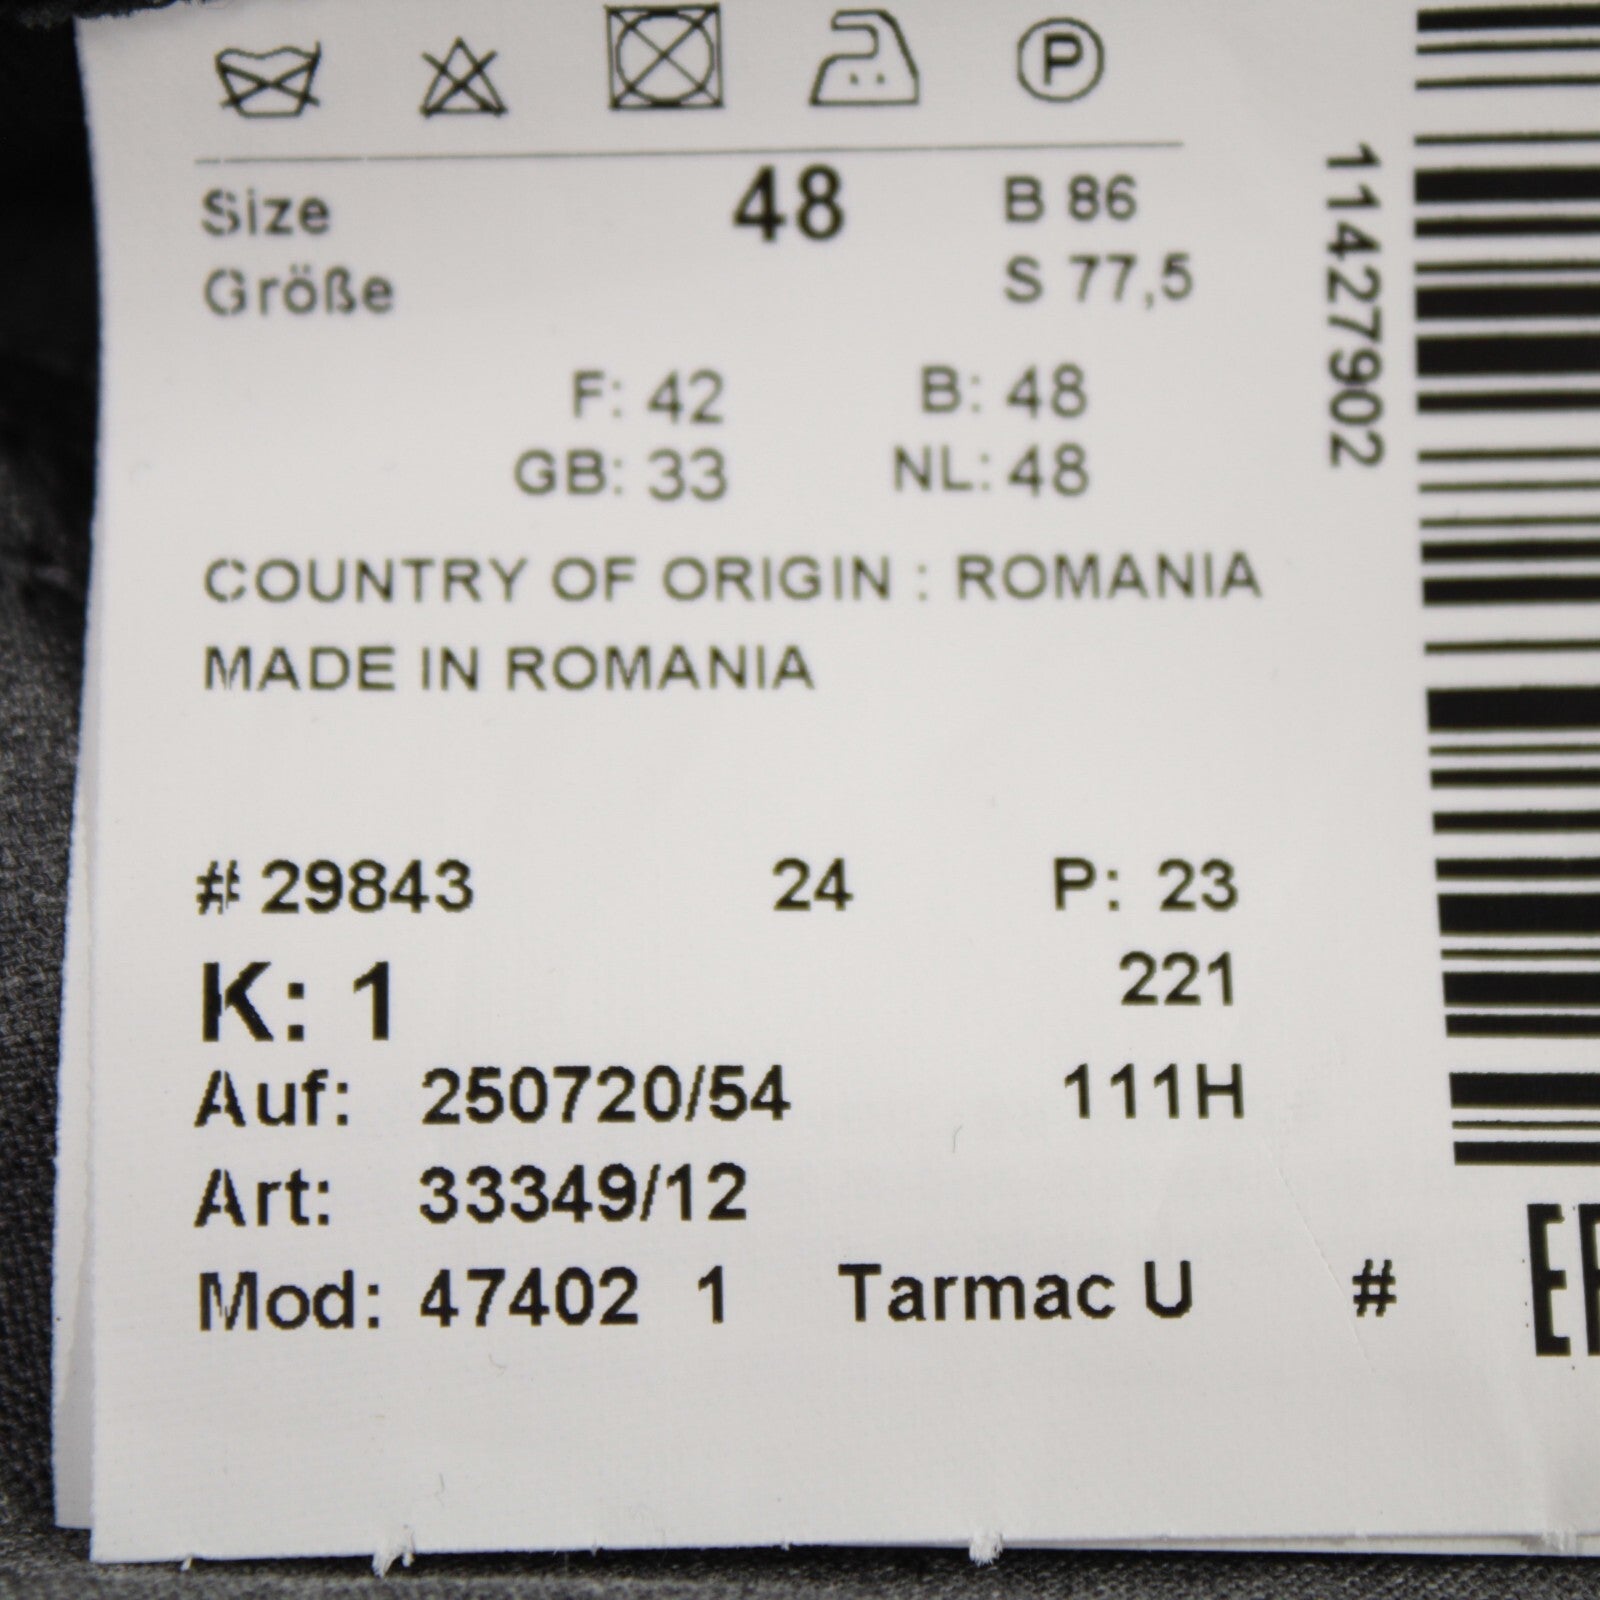 P
Size 48 B 86
Größe S 77,5
F: 42 B: 48
GB: 33 NL: 48
COUNTRY OF ORIGIN : ROMANIA
MADE IN ROMANIA
# 29843 24 P: 23
K: 1 221
Auf: 250720/54 111H
Art: 33349/12
Mod: 47402 1 Tarmac U #
11427902